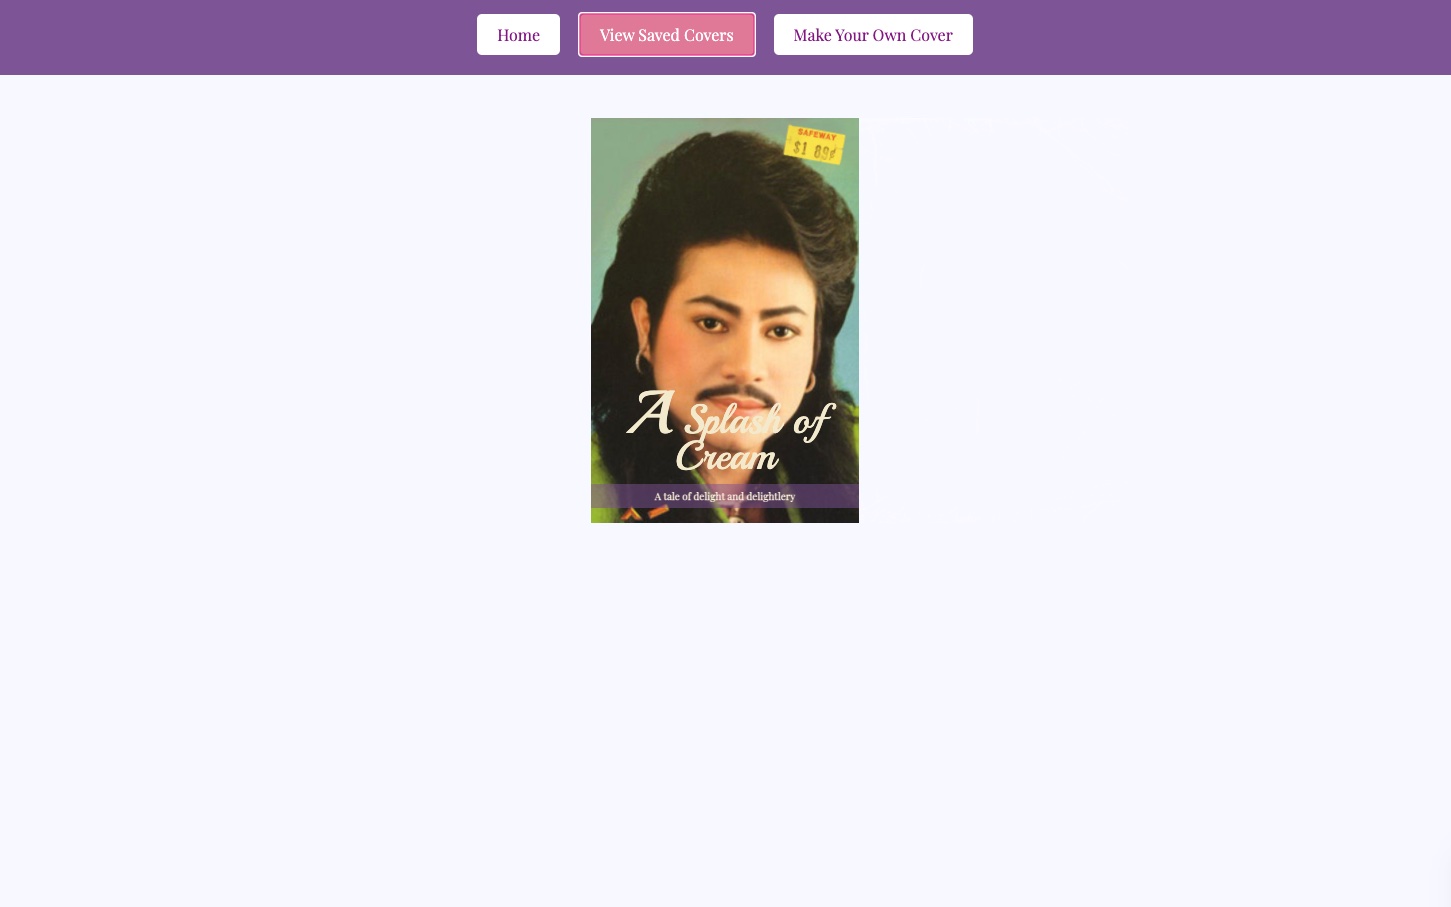 Home
View Saved Covers
Make Your Own Cover
SAFEWAY
$1 89¢
A Splash of
Cream
A tale of delight and delightlery